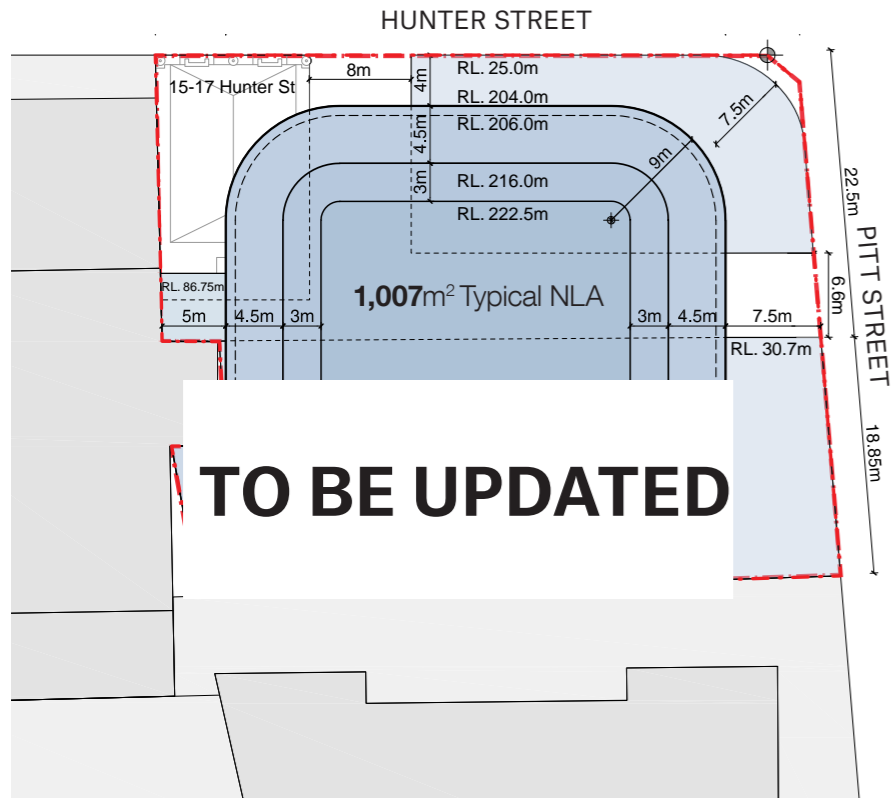 HUNTER STREET
8m
4m
RL. 25.0m
15-17 Hunter St
RL. 204.0m
7.5m
4.5m
RL. 206.0m
9m
3m
RL. 216.0m
22.5m
RL. 222.5m
PITT STREET
6.6m
RL. 86.75m
1,007m² Typical NLA
5m
4.5m
3m
3m
4.5m
7.5m
RL. 30.7m
18.85m
TO BE UPDATED